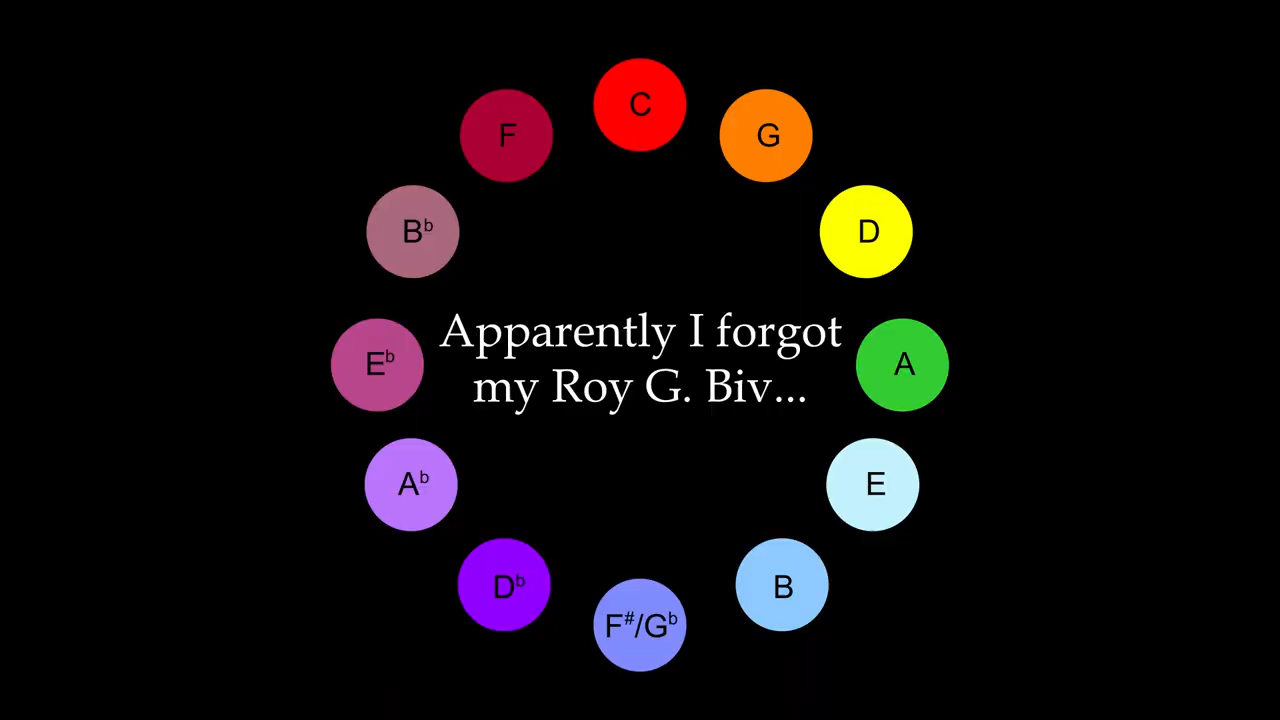 C
F
G
B♭
D
Apparently I forgot
my Roy G. Biv...
E♭
A
A♭
E
D♭
B
F#/G♭